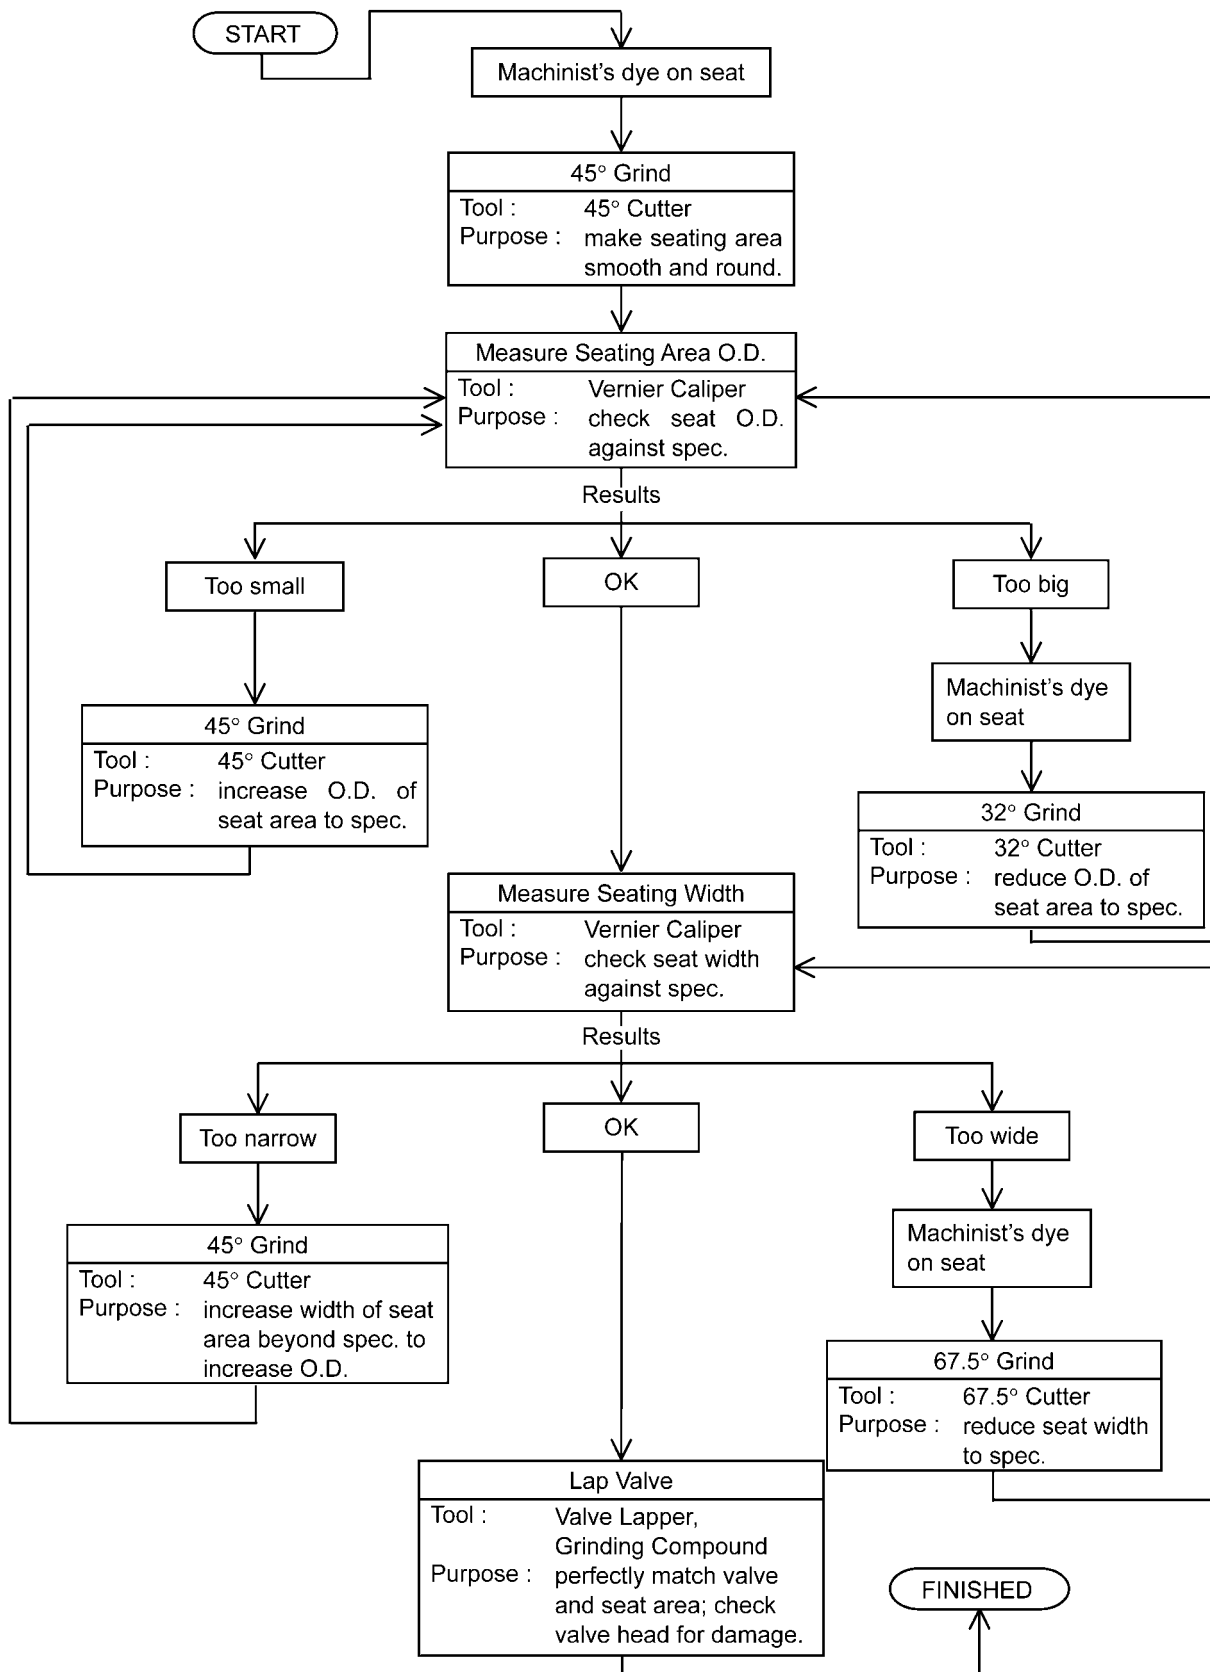 START
Machinist's dye on seat
45° Grind
Tool : 45° Cutter
Purpose : make seating area
smooth and round.
Measure Seating Area O.D.
Tool : Vernier Caliper
Purpose : check seat O.D.
against spec.
Results
Too small
OK
Too big
Machinist's dye
on seat
45° Grind
Tool : 45° Cutter
Purpose : increase O.D. of
seat area to spec.
32° Grind
Tool : 32° Cutter
Purpose : reduce O.D. of
seat area to spec.
Measure Seating Width
Tool : Vernier Caliper
Purpose : check seat width
against spec.
Results
Too narrow
OK
Too wide
Machinist's dye
on seat
45° Grind
Tool : 45° Cutter
Purpose : increase width of seat
area beyond spec. to
increase O.D.
67.5° Grind
Tool : 67.5° Cutter
Purpose : reduce seat width
to spec.
Lap Valve
Tool : Valve Lapper,
Grinding Compound
Purpose : perfectly match valve
and seat area; check
valve head for damage.
FINISHED